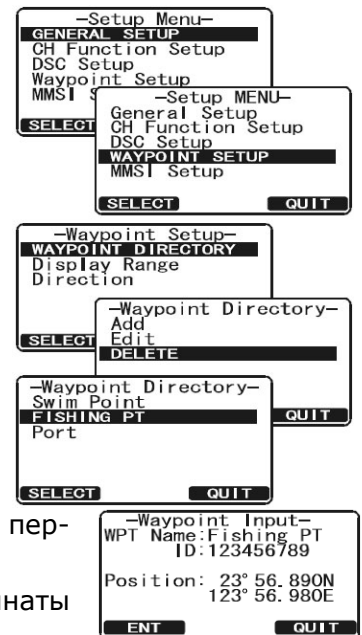 —Setup Menu—
GENERAL SETUP
CH Function Setup
DSC Setup
Waypoint Setup
MMSI S
SELECT
—Setup MENU—
General Setup
CH Function Setup
DSC Setup
WAYPOINT SETUP
MMSI Setup
SELECT QUIT
—Waypoint Setup—
WAYPOINT DIRECTORY
Display Range
Direction
SELECT
—Waypoint Directory—
Add
Edit
DELETE
QUIT
—Waypoint Directory—
Swim Point
FISHING PT
Port
SELECT QUIT
пер-
наты
—Waypoint Input—
WPT Name:Fishing PT
ID:123456789
Position: 23°56.890N
123°56.980E
ENT QUIT